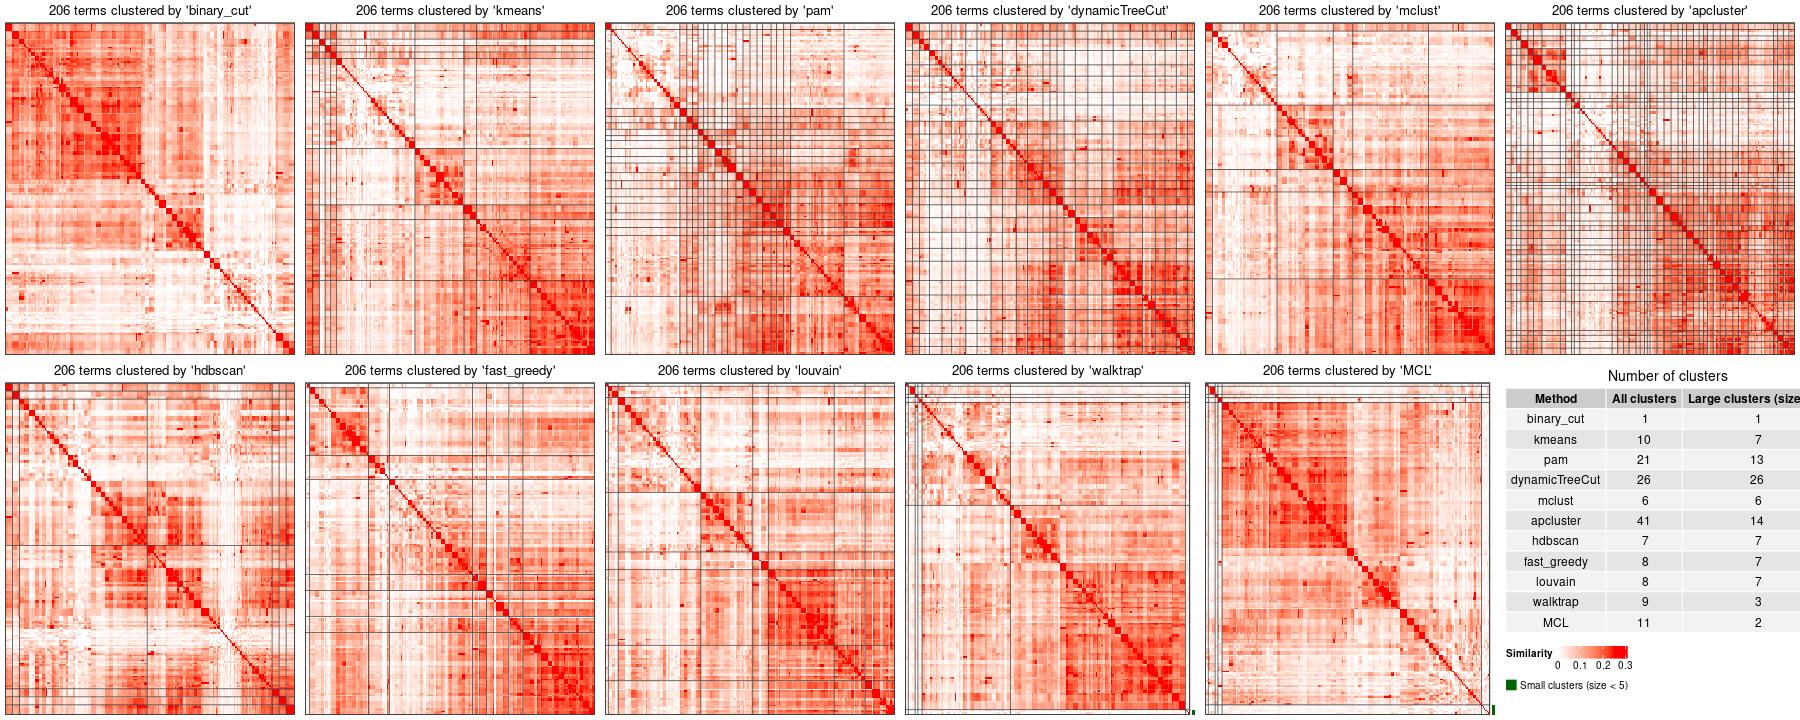 206 terms clustered by 'binary_cut'
206 terms clustered by 'kmeans'
206 terms clustered by 'pam'
206 terms clustered by 'dynamicTreeCut'
206 terms clustered by 'mclust'
206 terms clustered by 'apcluster'
206 terms clustered by 'hdbscan'
206 terms clustered by 'fast_greedy'
206 terms clustered by 'louvain'
206 terms clustered by 'walktrap'
206 terms clustered by 'MCL'
Number of clusters
Method All clusters Large clusters (size
binary_cut 1 1
kmeans 10 7
pam 21 13
dynamicTreeCut 26 26
mclust 6 6
apcluster 41 14
hdbscan 7 7
fast_greedy 8 7
louvain 8 7
walktrap 9 3
MCL 11 2
Similarity
0 0.1 0.2 0.3
Small clusters (size < 5)